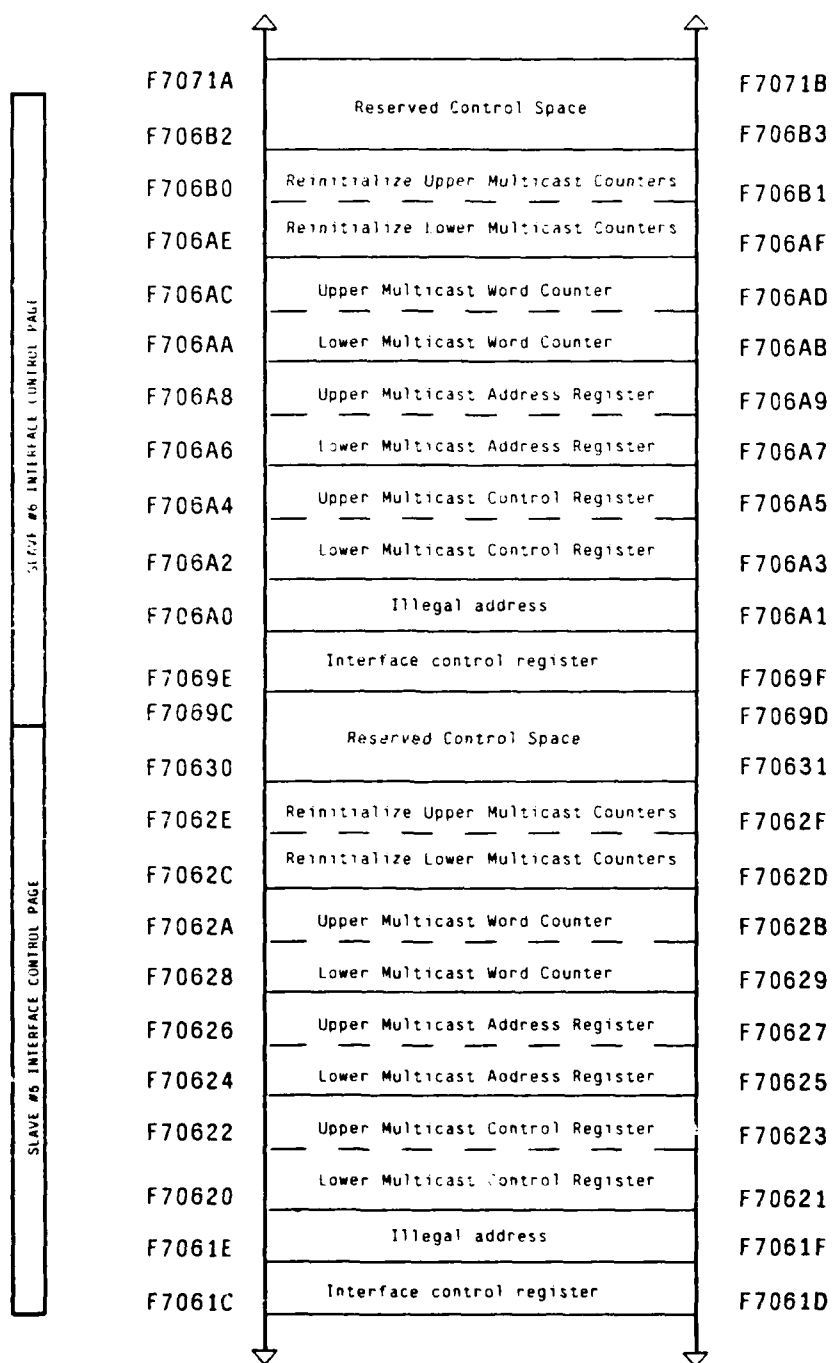 F7071A F7071B
Reserved Control Space
F706B2 F706B3
F706B0 Reinitialize Upper Multicast Counters F706B1
F706AE Reinitialize Lower Multicast Counters F706AF
F706AC Upper Multicast Word Counter F706AD
F706AA Lower Multicast Word Counter F706AB
F706A8 Upper Multicast Address Register F706A9
F706A6 Lower Multicast Address Register F706A7
F706A4 Upper Multicast Control Register F706A5
F706A2 Lower Multicast Control Register F706A3
F706A0 Illegal address F706A1
F7069E Interface control register F7069F
F7069C F7069D
Reserved Control Space
F70630 F70631
F7062E Reinitialize Upper Multicast Counters F7062F
F7062C Reinitialize Lower Multicast Counters F7062D
F7062A Upper Multicast Word Counter F7062B
F70628 Lower Multicast Word Counter F70629
F70626 Upper Multicast Address Register F70627
F70624 Lower Multicast Address Register F70625
F70622 Upper Multicast Control Register F70623
F70620 Lower Multicast Control Register F70621
F7061E Illegal address F7061F
F7061C Interface control register F7061D
SLAVE #6 INTERFACE CONTROL PAGE
SLAVE #5 INTERFACE CONTROL PAGE